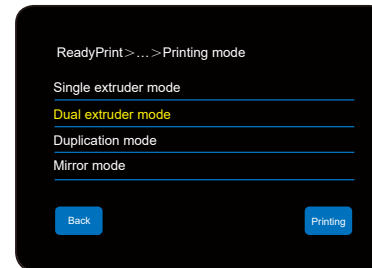 ReadyPrint＞…＞Printing mode
Single extruder mode
Dual extruder mode
Duplication mode
Mirror mode
Back
Printing